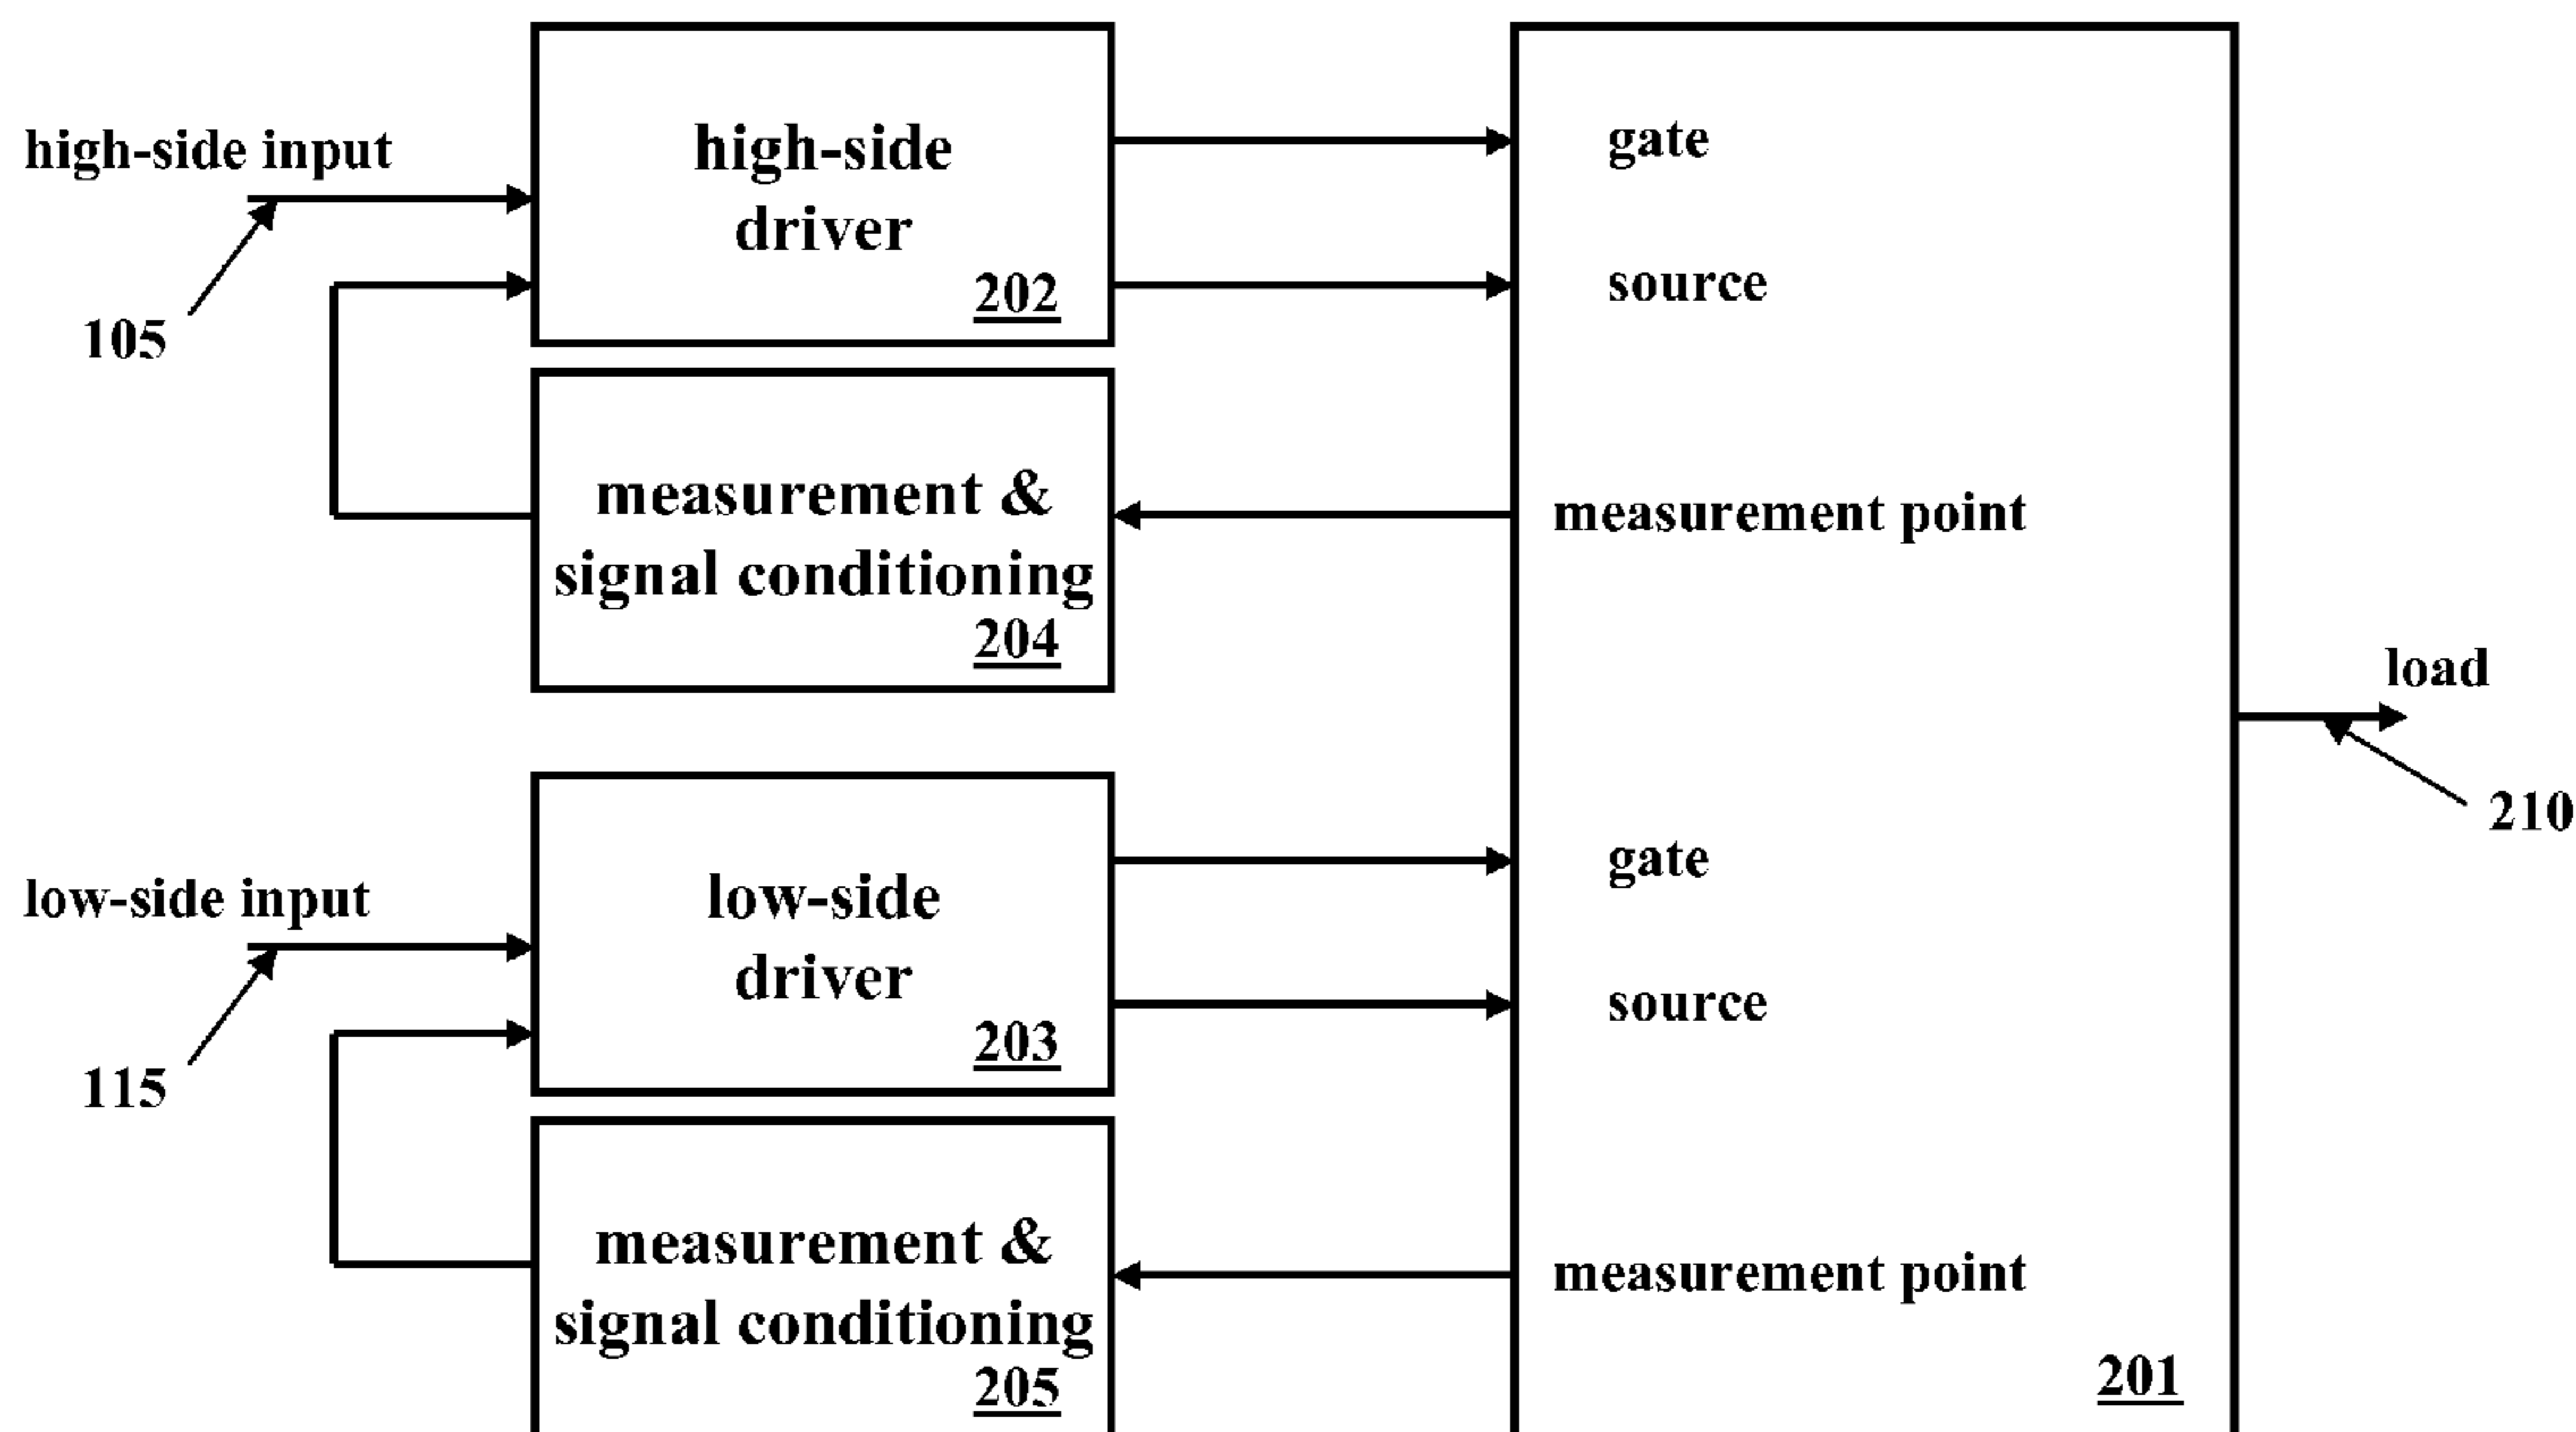 high-side input
105
high-side
driver
202
gate
source
measurement &
signal conditioning
204
measurement point
load
210
low-side input
115
low-side
driver
203
gate
source
measurement &
signal conditioning
205
measurement point
201